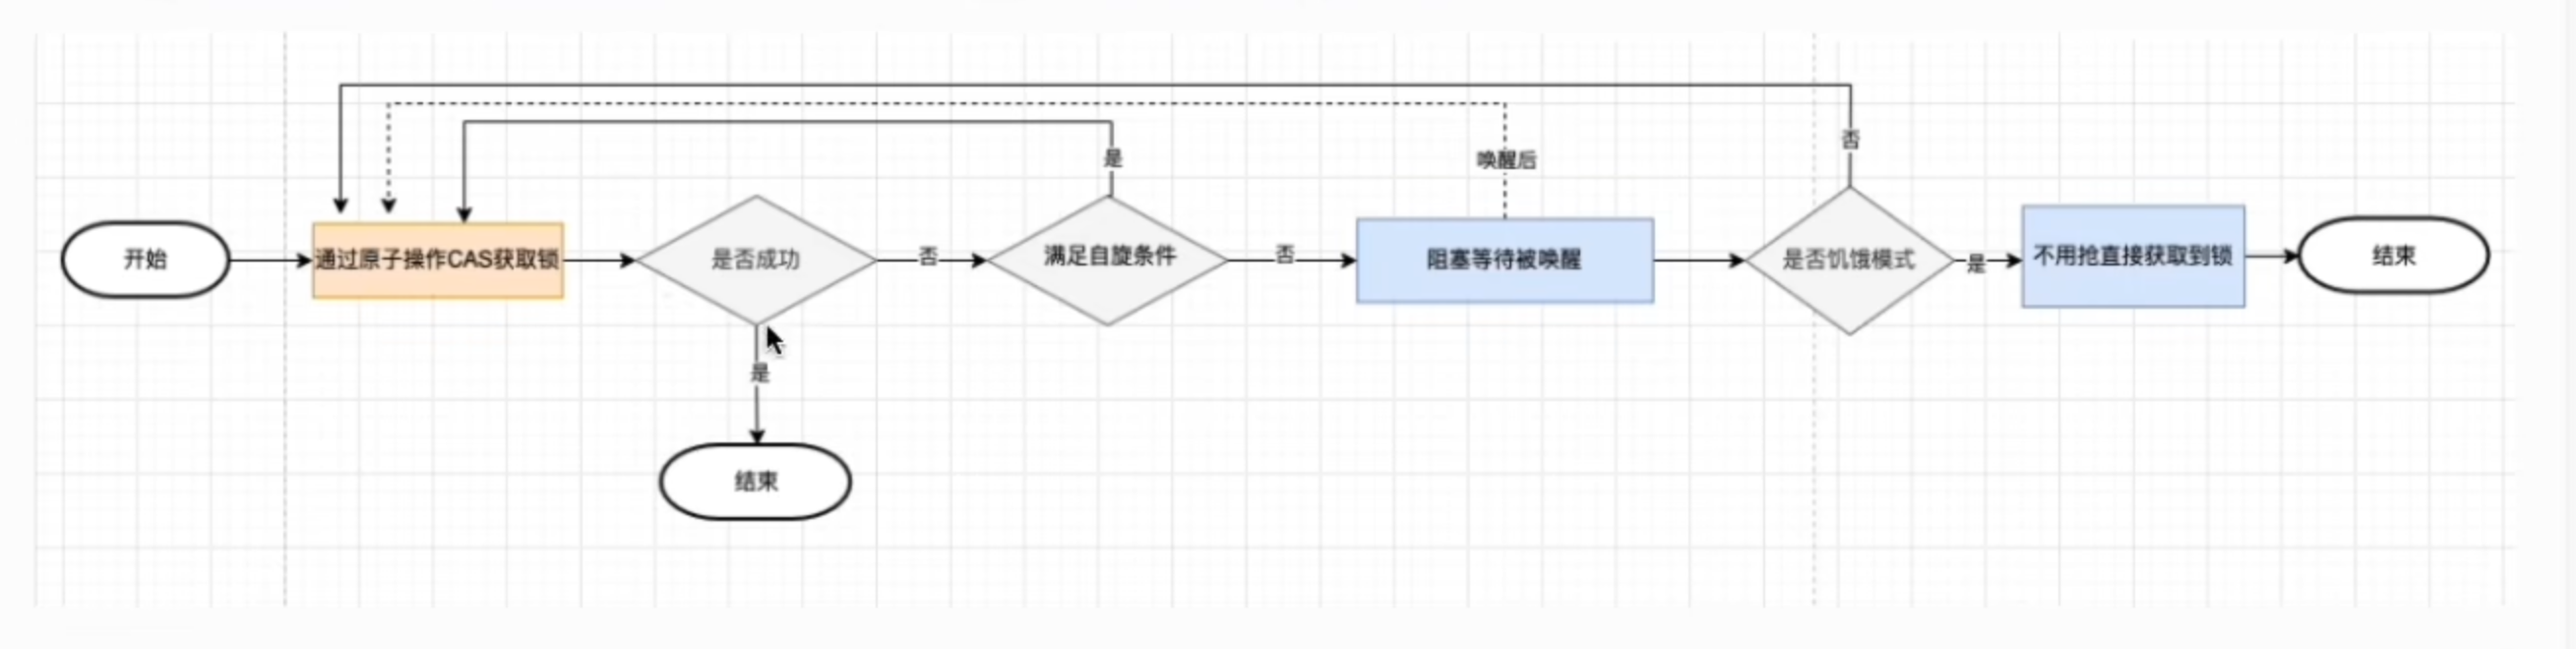 否
是
唤醒后
开始
通过原子操作CAS获取锁
是否成功
否
满足自旋条件
否
阻塞等待被唤醒
是否饥饿模式
是
不用抢直接获取到锁
结束
是
结束